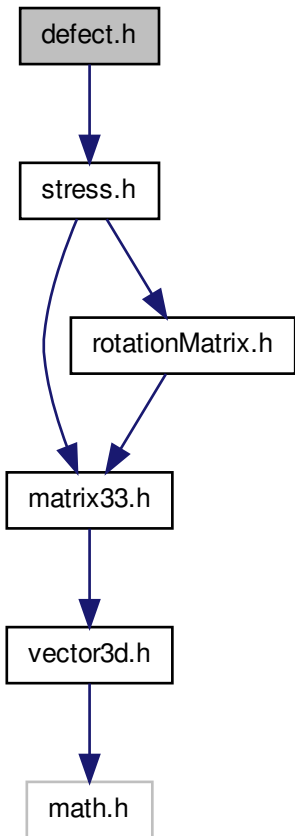 defect.h
stress.h
rotationMatrix.h
matrix33.h
vector3d.h
math.h